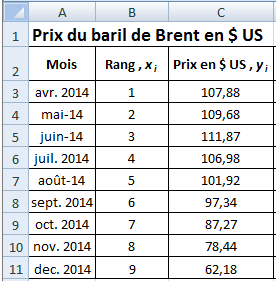 A B C
1 Prix du baril de Brent en $ US
2 Mois Rang , xi Prix en $ US , yi
3 avr. 2014 1 107,88
4 mai-14 2 109,68
5 juin-14 3 111,87
6 juil. 2014 4 106,98
7 août-14 5 101,92
8 sept. 2014 6 97,34
9 oct. 2014 7 87,27
10 nov. 2014 8 78,44
11 dec. 2014 9 62,18